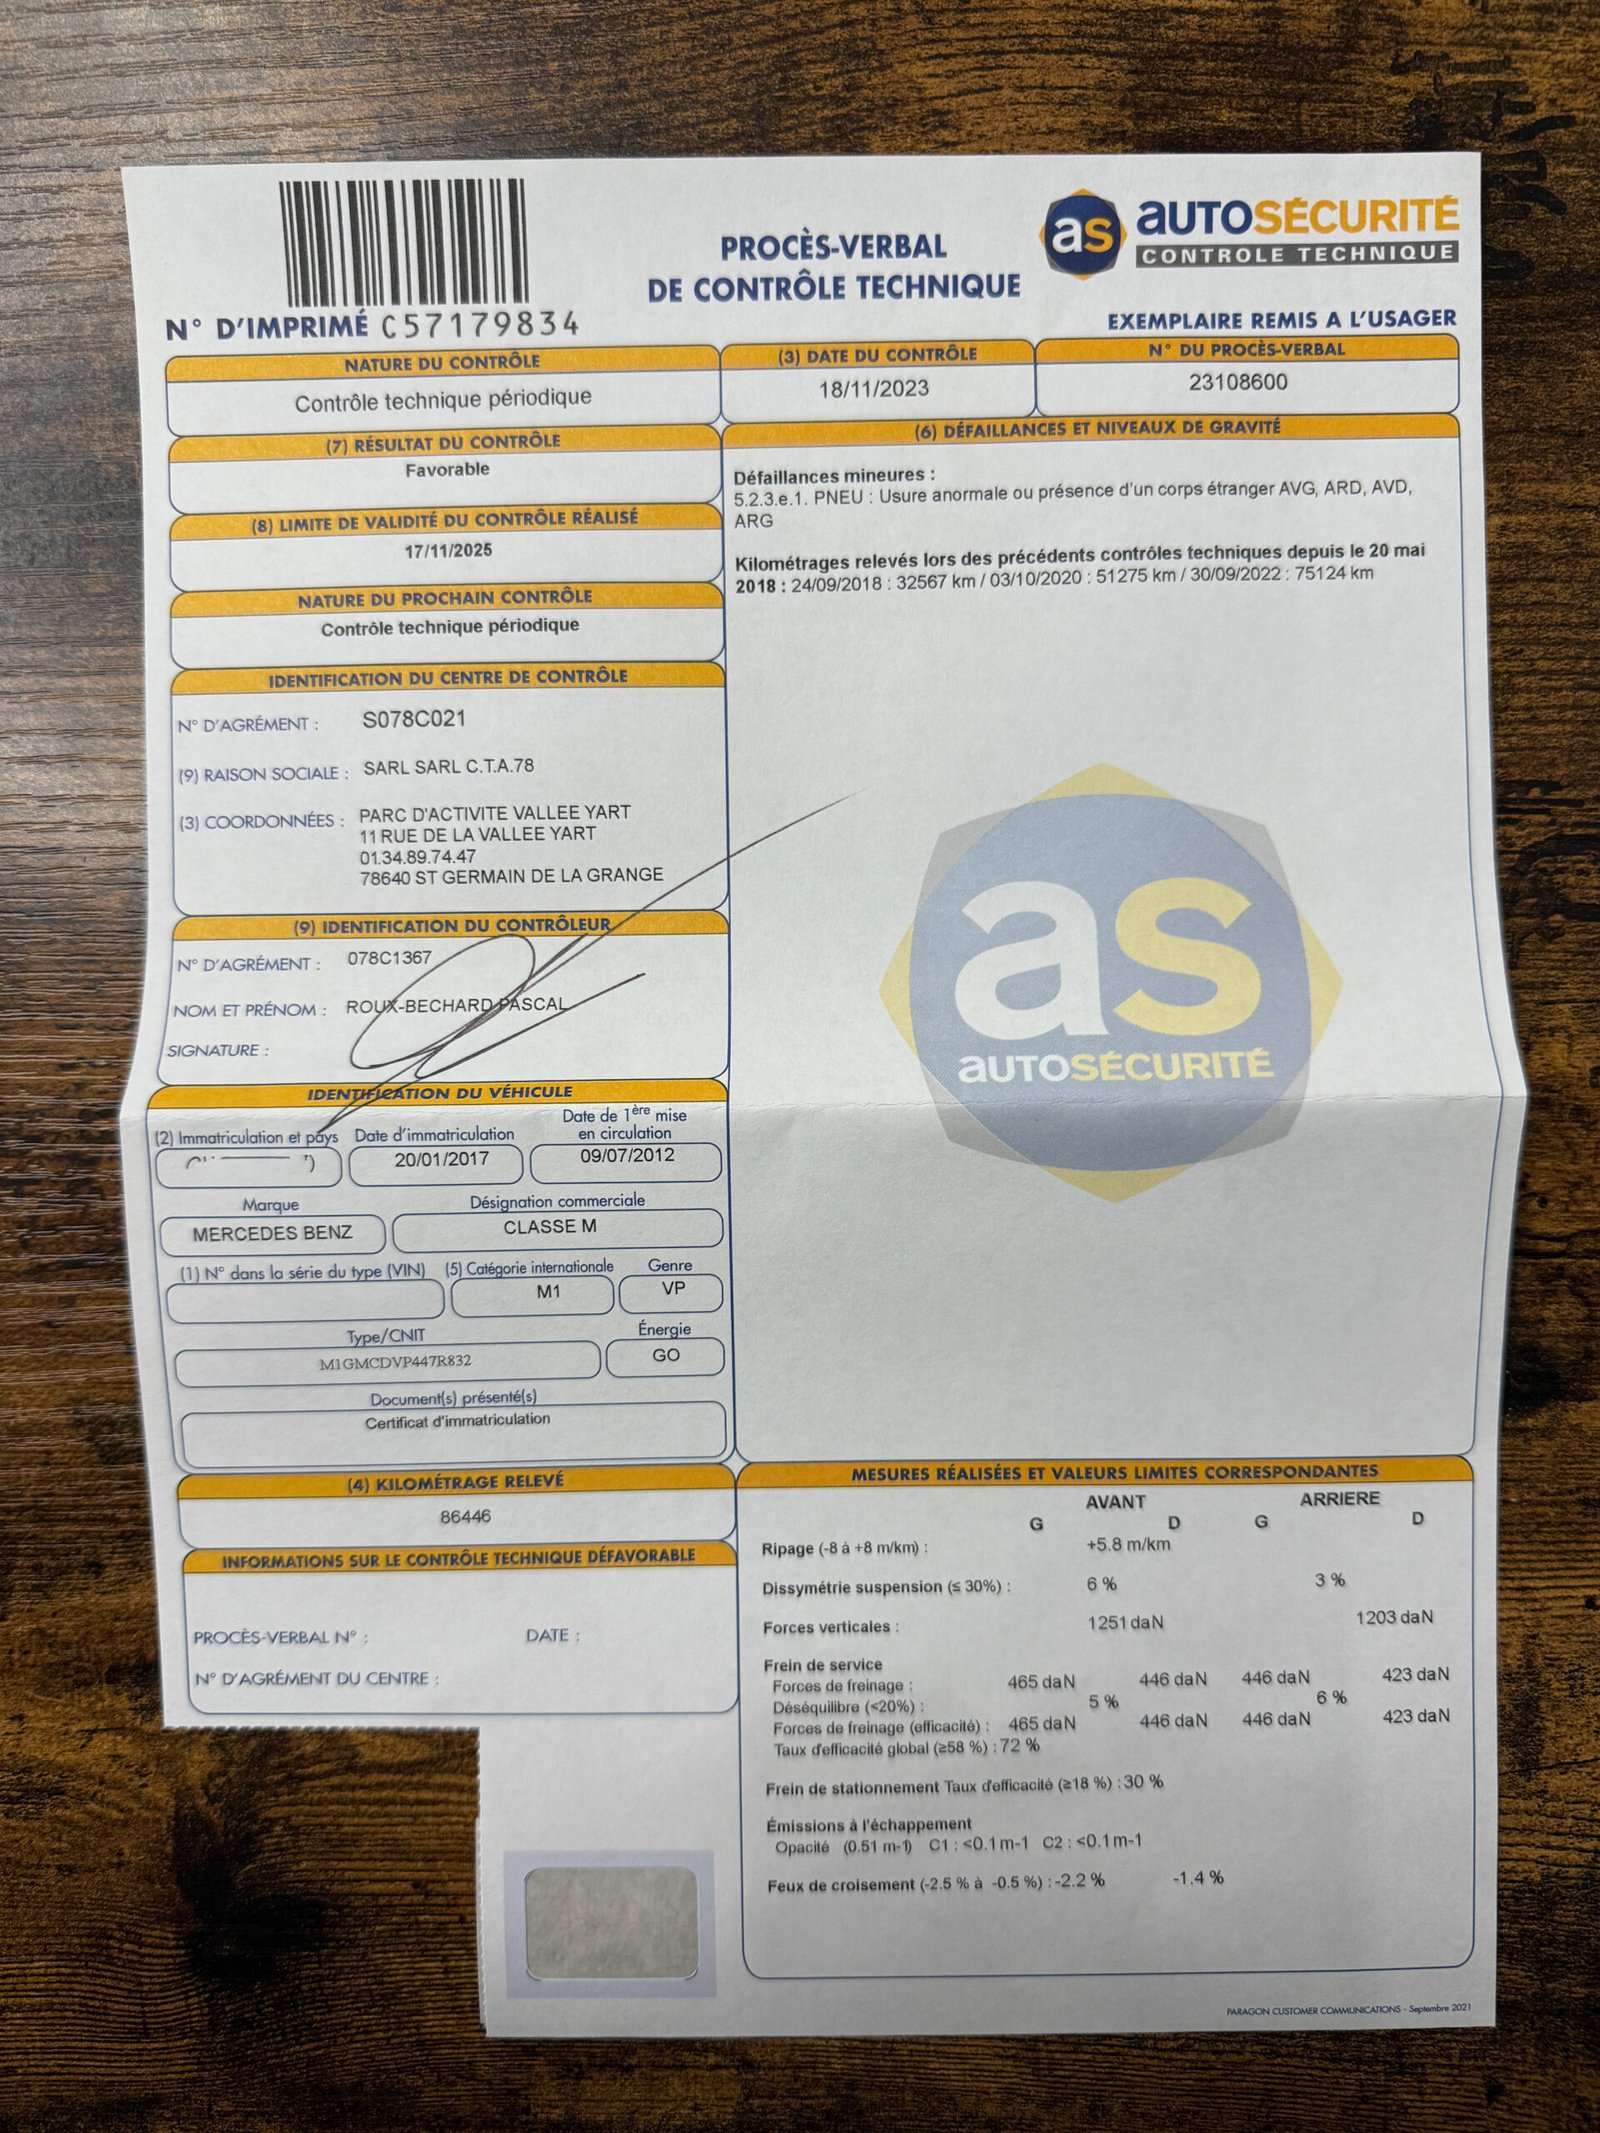 N° D'IMPRIMÉ C57179834
PROCÈS-VERBAL
DE CONTRÔLE TECHNIQUE
as AUTOSÉCURITÉ
CONTROLE TECHNIQUE
EXEMPLAIRE REMIS A L'USAGER
NATURE DU CONTRÔLE
Contrôle technique périodique
(3) DATE DU CONTRÔLE
18/11/2023
N° DU PROCÈS-VERBAL
23108600
(7) RÉSULTAT DU CONTRÔLE
Favorable
(8) LIMITE DE VALIDITÉ DU CONTRÔLE RÉALISÉ
17/11/2025
NATURE DU PROCHAIN CONTRÔLE
Contrôle technique périodique
IDENTIFICATION DU CENTRE DE CONTRÔLE
N° D'AGRÉMENT : S078C021
(9) RAISON SOCIALE : SARL SARL C.T.A.78
(3) COORDONNÉES : PARC D'ACTIVITE VALLEE YART
11 RUE DE LA VALLEE YART
01.34.89.74.47
78640 ST GERMAIN DE LA GRANGE
(9) IDENTIFICATION DU CONTRÔLEUR
N° D'AGRÉMENT : 078C1367
NOM ET PRÉNOM : ROUX-BECHARD PASCAL
SIGNATURE :
IDENTIFICATION DU VÉHICULE
(2) Immatriculation et pays
Date d'immatriculation
20/01/2017
Date de 1ère mise
en circulation
09/07/2012
Marque
MERCEDES BENZ
Désignation commerciale
CLASSE M
(1) N° dans la série du type (VIN)
(5) Catégorie internationale
M1
Genre
VP
Type/CNIT
M1GMCDVP447R832
Énergie
GO
Document(s) présenté(s)
Certificat d'immatriculation
(4) KILOMÉTRAGE RELEVÉ
86446
INFORMATIONS SUR LE CONTRÔLE TECHNIQUE DÉFAVORABLE
PROCÈS-VERBAL N° : DATE :
N° D'AGRÉMENT DU CENTRE :
(6) DÉFAILLANCES ET NIVEAUX DE GRAVITÉ
Défaillances mineures :
5.2.3.e.1. PNEU : Usure anormale ou présence d'un corps étranger AVG, ARD, AVD,
ARG
Kilométrages relevés lors des précédents contrôles techniques depuis le 20 mai
2018 : 24/09/2018 : 32567 km / 03/10/2020 : 51275 km / 30/09/2022 : 75124 km
as
AUTOSÉCURITÉ
MESURES RÉALISÉES ET VALEURS LIMITES CORRESPONDANTES
AVANT ARRIERE
G D G D
Ripage (-8 à +8 m/km) : +5.8 m/km
Dissymétrie suspension (≤ 30%) : 6 % 3 %
Forces verticales : 1251 daN 1203 daN
Frein de service
Forces de freinage : 465 daN 446 daN 446 daN 423 daN
Déséquilibre (<20%) : 5 % 6 %
Forces de freinage (efficacité) : 465 daN 446 daN 446 daN 423 daN
Taux d'efficacité global (≥58 %) : 72 %
Frein de stationnement Taux d'efficacité (≥18 %) : 30 %
Émissions à l'échappement
Opacité (0.51 m-1) C1 : <0.1 m-1 C2 : <0.1 m-1
Feux de croisement (-2.5 % à -0.5 %) : -2.2 % -1.4 %
PARAGON CUSTOMER COMMUNICATIONS - Septembre 2021